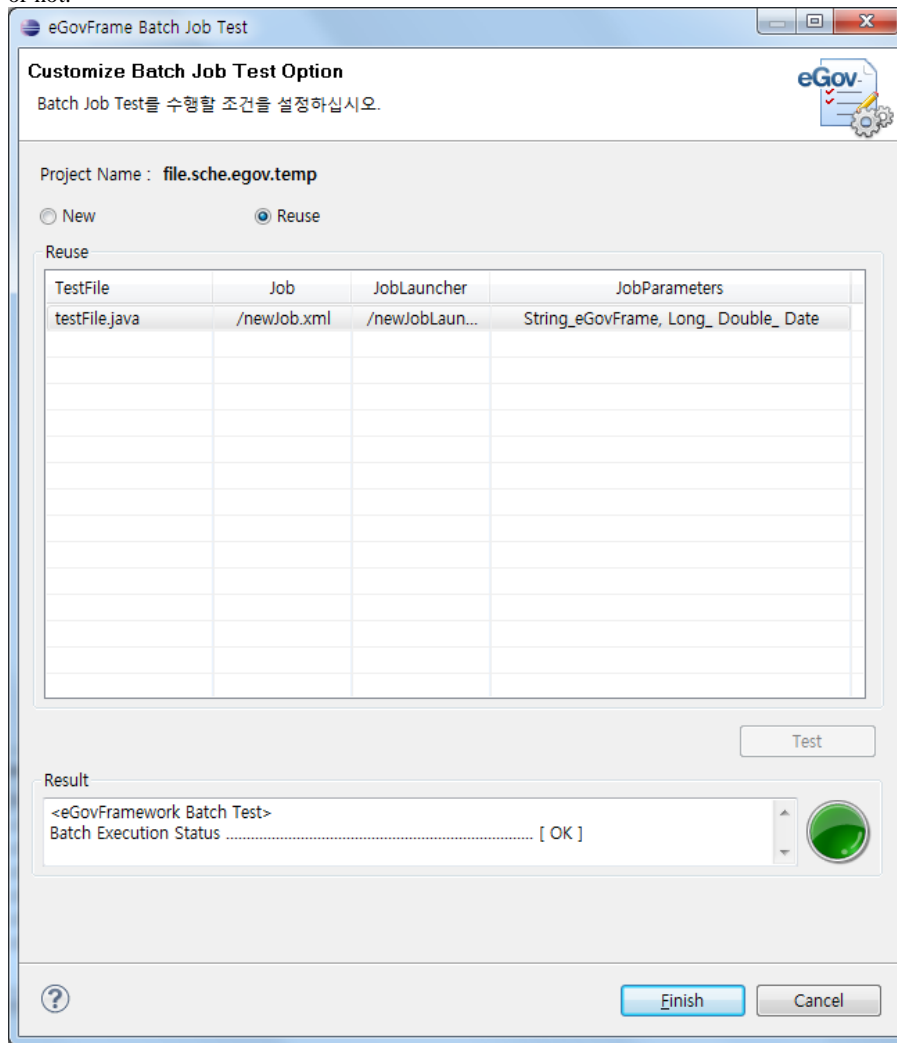 or not.
eGovFrame Batch Job Test
Customize Batch Job Test Option
Batch Job Test를 수행할 조건을 설정하십시오.
eGov
Project Name : file.sche.egov.temp
New Reuse
Reuse
TestFile Job JobLauncher JobParameters
testFile.java /newJob.xml /newJobLaun... String_eGovFrame, Long_ Double_ Date
Test
Result
<eGovFramework Batch Test>
Batch Execution Status .......................................................................... [ OK ]
Finish Cancel